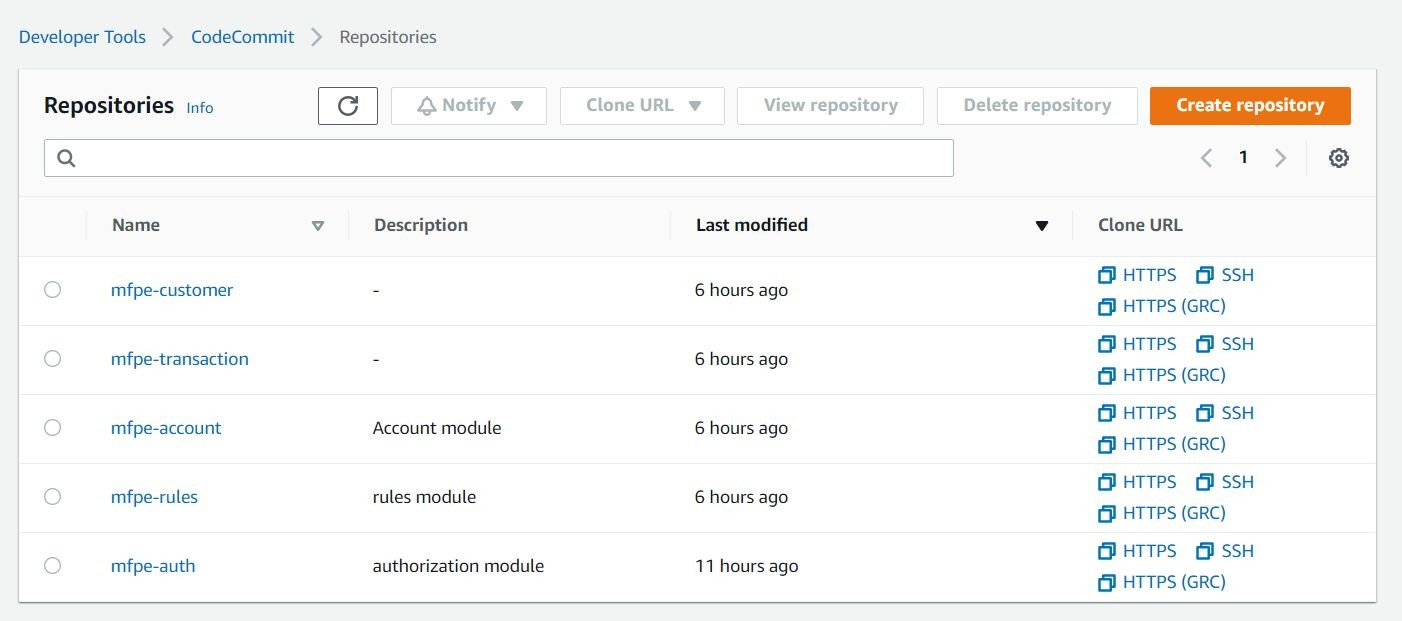 Developer Tools CodeCommit Repositories
Repositories Info Notify Clone URL View repository Delete repository Create repository
1
Name Description Last modified Clone URL
mfpe-customer - 6 hours ago HTTPS SSH
HTTPS (GRC)
mfpe-transaction - 6 hours ago HTTPS SSH
HTTPS (GRC)
mfpe-account Account module 6 hours ago HTTPS SSH
HTTPS (GRC)
mfpe-rules rules module 6 hours ago HTTPS SSH
HTTPS (GRC)
mfpe-auth authorization module 11 hours ago HTTPS SSH
HTTPS (GRC)